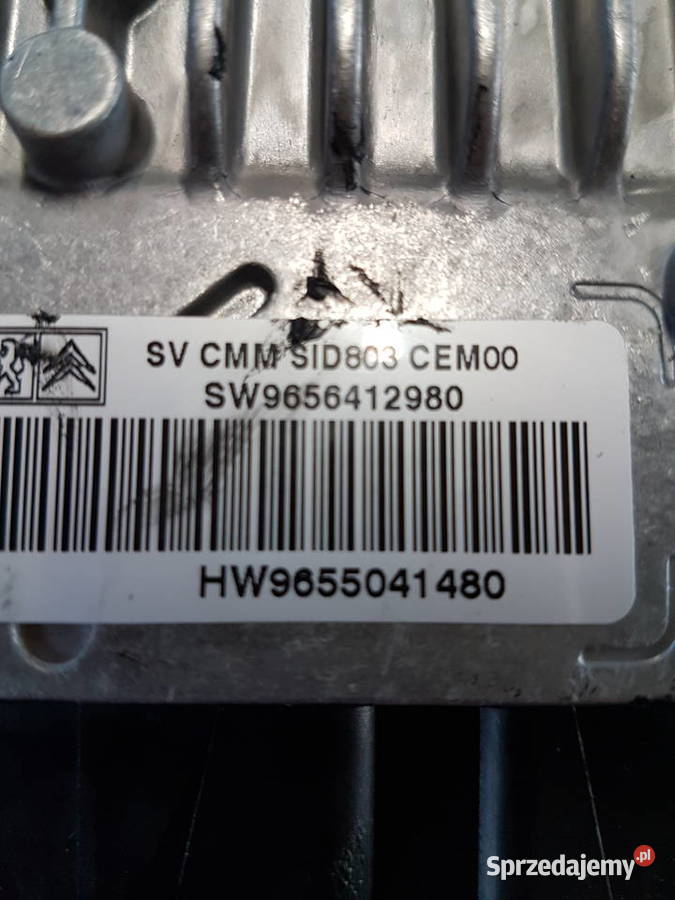 SV CMM SID803 CEM00
SW9656412980
HW9655041480
Sprzedajemy.pl